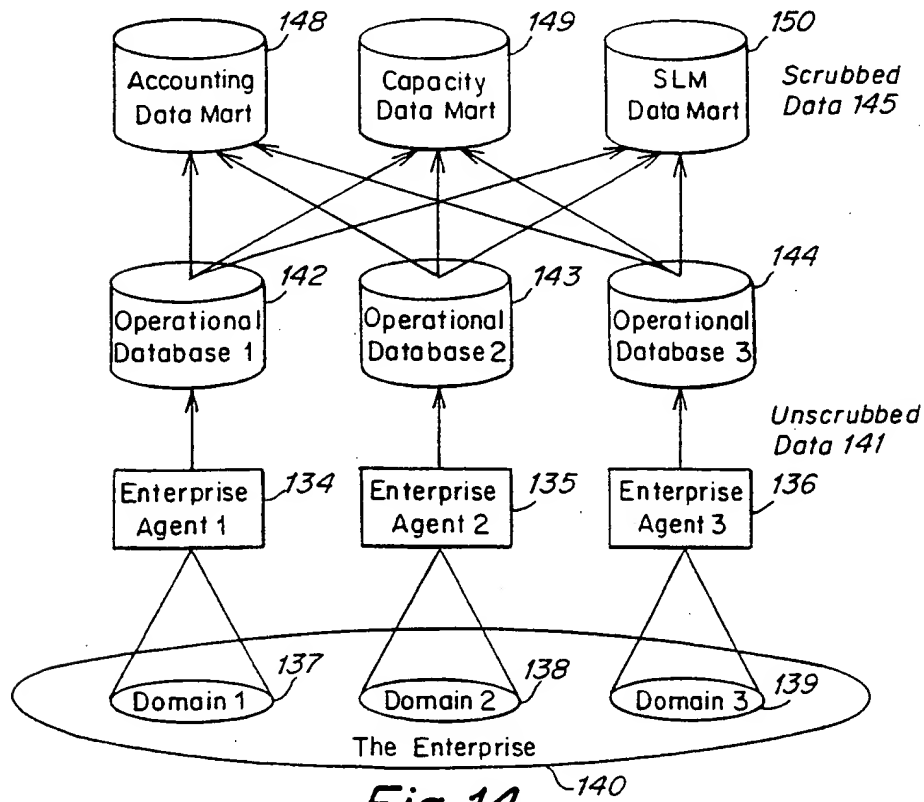 148
149
150
Accounting
Data Mart
Capacity
Data Mart
SLM
Data Mart
Scrubbed
Data 145
142
143
144
Operational
Database 1
Operational
Database 2
Operational
Database 3
Unscrubbed
Data 141
Enterprise
Agent 1
134
Enterprise
Agent 2
135
Enterprise
Agent 3
136
137
138
139
Domain 1
Domain 2
Domain 3
The Enterprise
140
Fig. 14